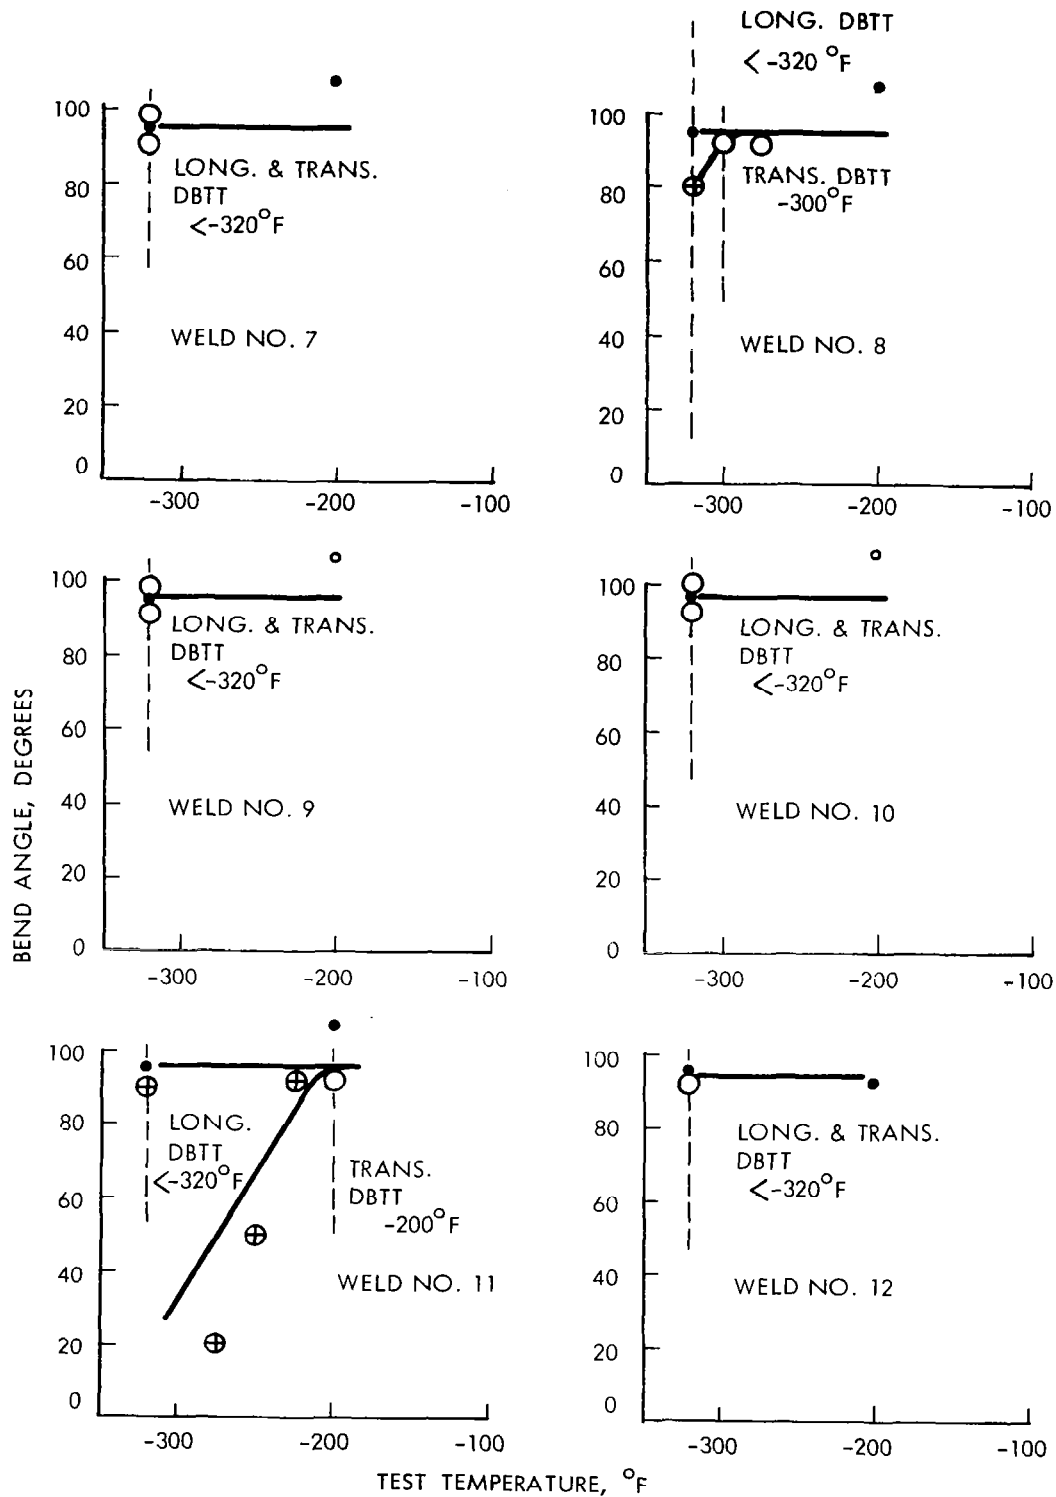 100
80
60
40
20
0
-300
-200
-100
LONG. & TRANS.
DBTT
<-320°F
WELD NO. 7
LONG. DBTT
<-320 °F
100
80
60
40
20
0
-300
-200
-100
TRANS. DBTT
-300°F
WELD NO. 8
BEND ANGLE, DEGREES
100
80
60
40
20
0
-300
-200
-100
LONG. & TRANS.
DBTT
<-320°F
WELD NO. 9
100
80
60
40
20
0
-300
-200
-100
LONG. & TRANS.
DBTT
<-320°F
WELD NO. 10
100
80
60
40
20
0
-300
-200
-100
LONG.
DBTT
<-320°F
TRANS.
DBTT
-200°F
WELD NO. 11
100
80
60
40
20
0
-300
-200
-100
LONG. & TRANS.
DBTT
<-320°F
WELD NO. 12
TEST TEMPERATURE, °F